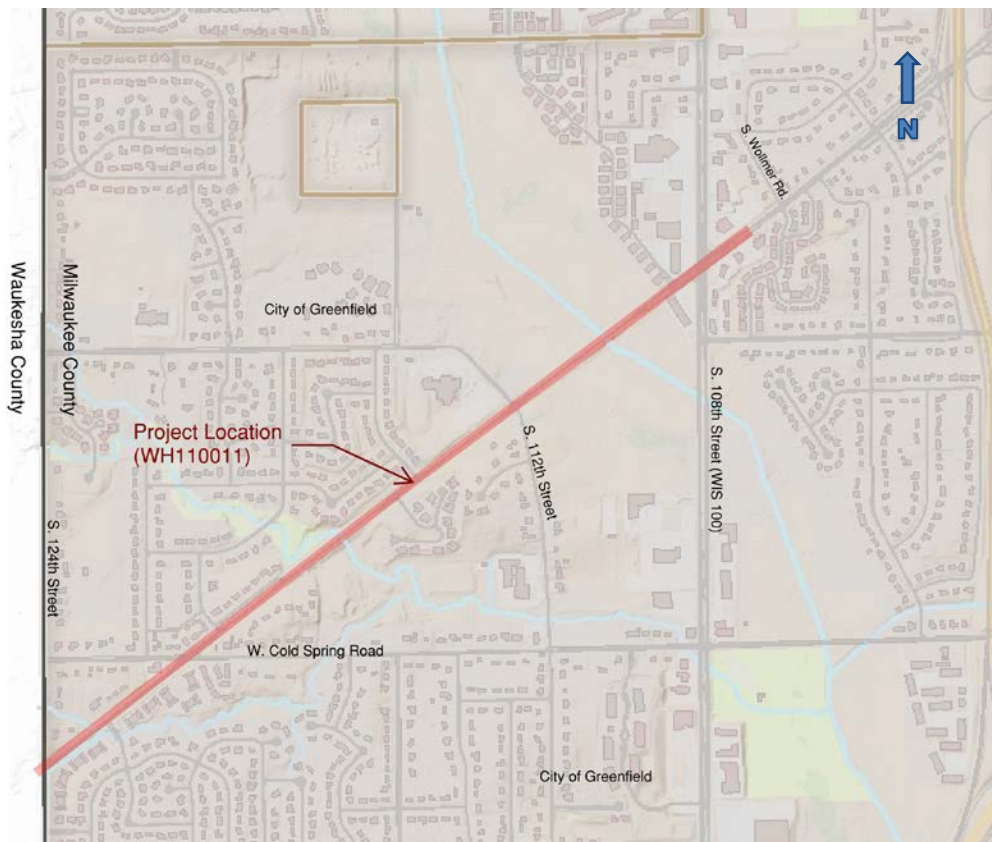 N
S. Wollmer Rd.
Waukesha County
Milwaukee County
City of Greenfield
Project Location
(WH110011)
S. 112th Street
S. 108th Street (WIS 100)
S. 124th Street
W. Cold Spring Road
City of Greenfield